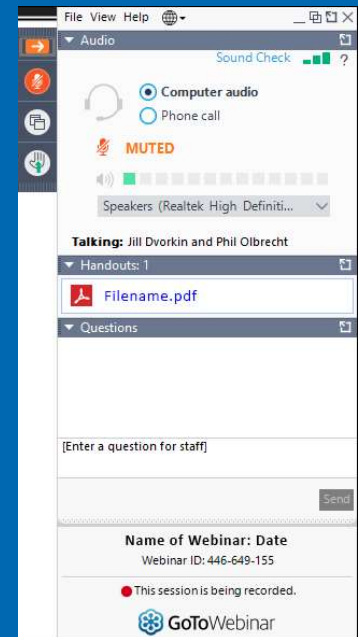 File View Help
Audio
Sound Check ?
Computer audio
Phone call
MUTED
Speakers (Realtek High Definiti...
Talking: Jill Dvorkin and Phil Olbrecht
Handouts: 1
Filename.pdf
Questions
[Enter a question for staff]
Send
Name of Webinar: Date
Webinar ID: 446-649-155
This session is being recorded.
GoToWebinar